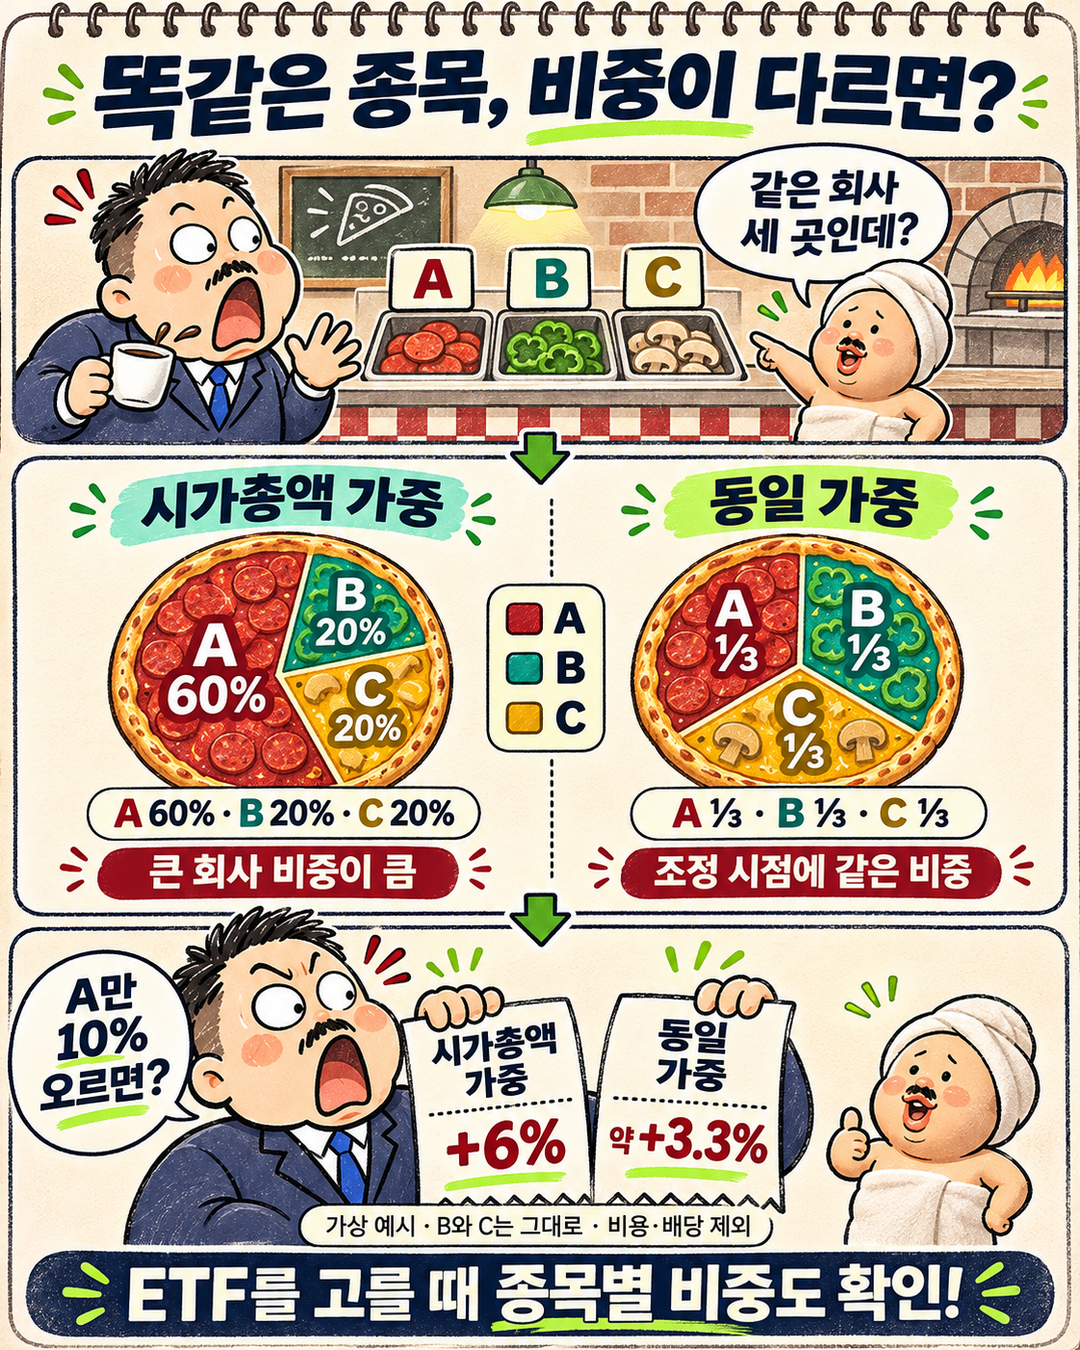 똑같은 종목, 비중이 다르면?
같은 회사
세 곳인데?
A
B
C
시가총액 가중
동일 가중
A
60%
B
20%
C
20%
A
B
C
A
1/3
B
1/3
C
1/3
A 60% · B 20% · C 20%
A 1/3 · B 1/3 · C 1/3
큰 회사 비중이 큼
조정 시점에 같은 비중
A만
10%
오르면?
시가총액
가중
+6%
동일
가중
약 +3.3%
가상 예시 · B와 C는 그대로 · 비용·배당 제외
ETF를 고를 때 종목별 비중도 확인!